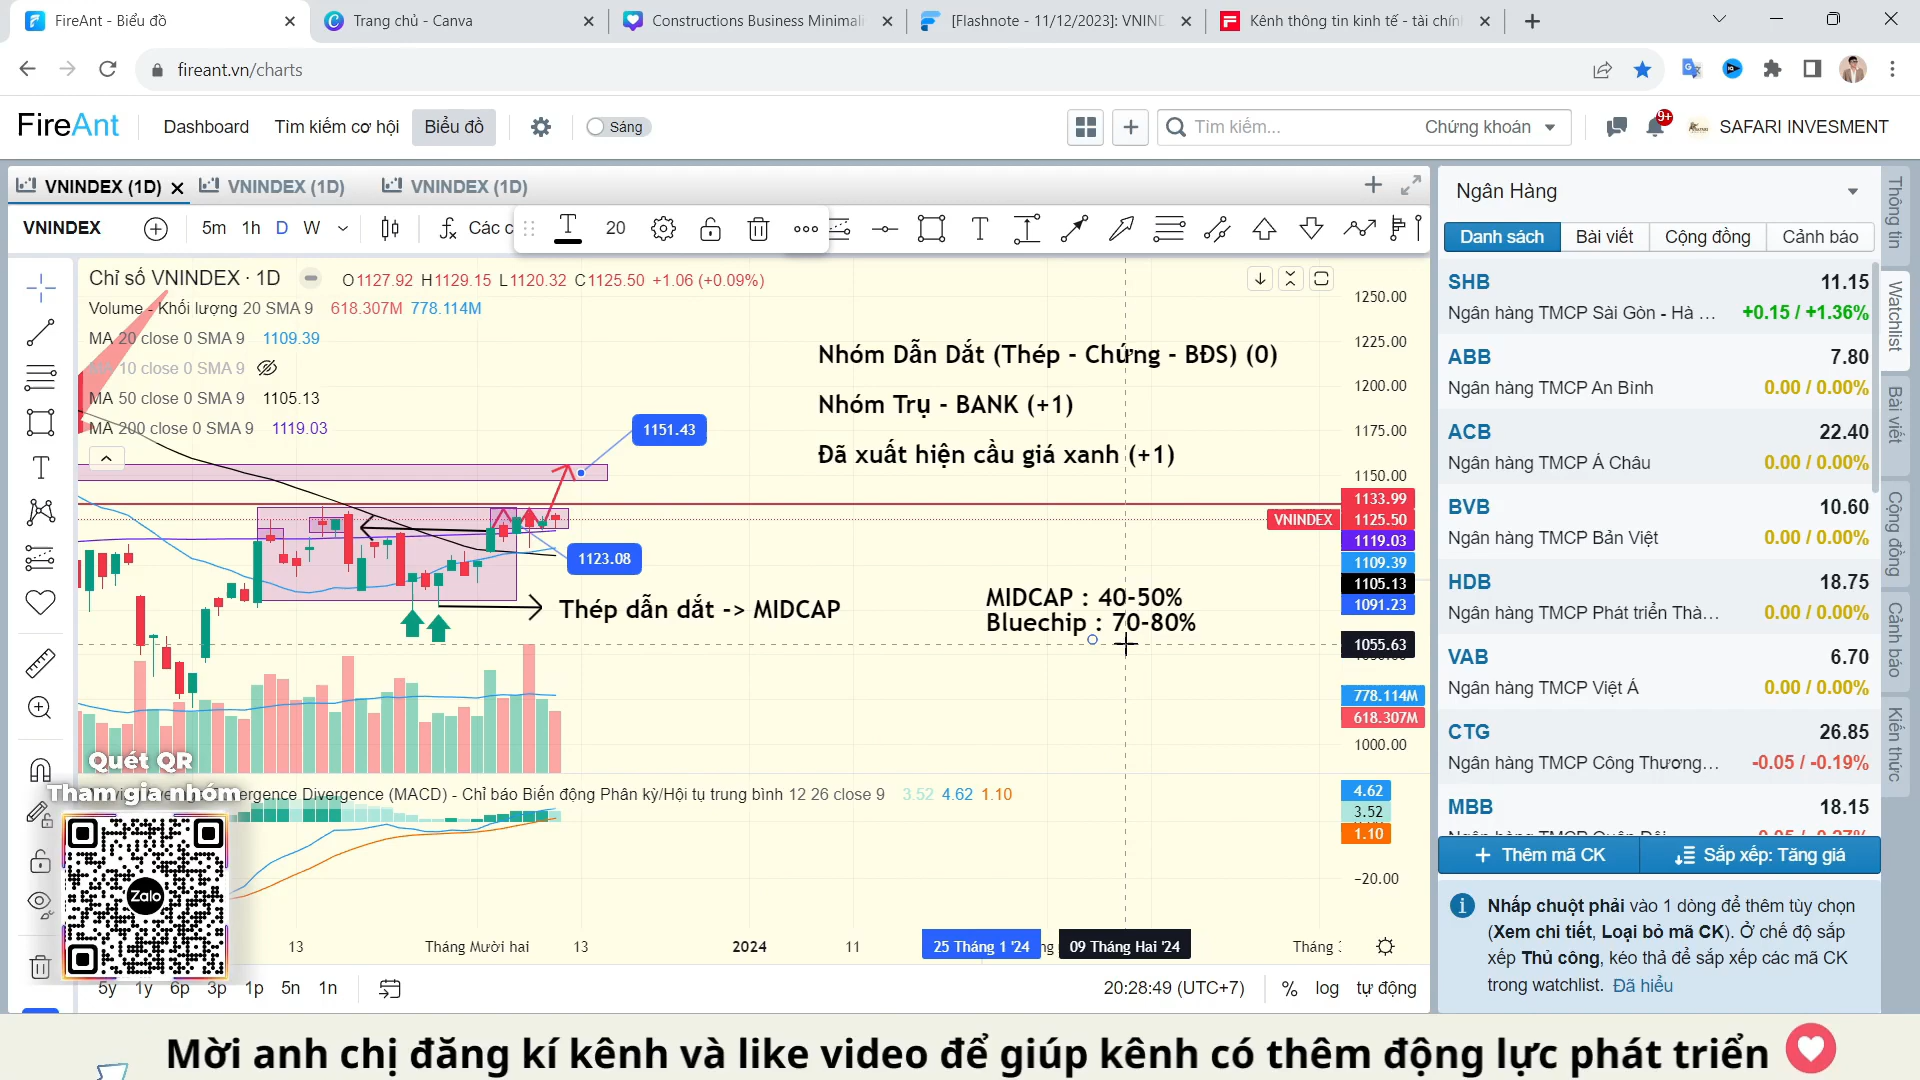 FireAnt - Biểu đồ
Trang chủ - Canva
Constructions Business Minimali
[Flashnote - 11/12/2023]: VNIND
Kênh thông tin kinh tế - tài chín
fireant.vn/charts
FireAnt
Dashboard
Tìm kiếm cơ hội
Biểu đồ
Sáng
Tìm kiếm...
Chứng khoán
9+
SAFARI INVESMENT
VNINDEX (1D)
VNINDEX (1D)
VNINDEX (1D)
VNINDEX
5m 1h D W
Các c
20
Chỉ số VNINDEX · 1D
O1127.92 H1129.15 L1120.32 C1125.50 +1.06 (+0.09%)
Volume - Khối lượng 20 SMA 9 618.307M 778.114M
MA 20 close 0 SMA 9 1109.39
10 close 0 SMA 9
MA 50 close 0 SMA 9 1105.13
MA 200 close 0 SMA 9 1119.03
Nhóm Dẫn Dắt (Thép - Chứng - BĐS) (0)
Nhóm Trụ - BANK (+1)
Đã xuất hiện cầu giá xanh (+1)
1151.43
1123.08
Thép dẫn dắt -> MIDCAP
MIDCAP : 40-50%
Bluechip : 70-80%
1250.00
1225.00
1200.00
1175.00
1150.00
1133.99
VNINDEX 1125.50
1119.03
1109.39
1105.13
1091.23
1055.63
778.114M
618.307M
1000.00
Quét QR
Tham gia nhóm
Zalo
ergence Divergence (MACD) - Chỉ báo Biến động Phân kỳ/Hội tụ trung bình 12 26 close 9 3.52 4.62 1.10
4.62
3.52
1.10
−20.00
13
Tháng Mười hai
13
2024
11
25 Tháng 1 '24
09 Tháng Hai '24
5y 1y 6p 3p 1p 5n 1n
20:28:49 (UTC+7)
% log tự động
Ngân Hàng
Danh sách
Bài viết
Cộng đồng
Cảnh báo
SHB 11.15
Ngân hàng TMCP Sài Gòn - Hà ... +0.15 / +1.36%
ABB 7.80
Ngân hàng TMCP An Bình 0.00 / 0.00%
ACB 22.40
Ngân hàng TMCP Á Châu 0.00 / 0.00%
BVB 10.60
Ngân hàng TMCP Bản Việt 0.00 / 0.00%
HDB 18.75
Ngân hàng TMCP Phát triển Thà... 0.00 / 0.00%
VAB 6.70
Ngân hàng TMCP Việt Á 0.00 / 0.00%
CTG 26.85
Ngân hàng TMCP Công Thương... -0.05 / -0.19%
MBB 18.15
Thêm mã CK
Sắp xếp: Tăng giá
Nhấp chuột phải vào 1 dòng để thêm tùy chọn
(Xem chi tiết, Loại bỏ mã CK). Ở chế độ sắp
xếp Thủ công, kéo thả để sắp xếp các mã CK
trong watchlist. Đã hiểu
Thông tin
Watchlist
Bài viết
Cộng đồng
Cảnh báo
Kiến thức
Mời anh chị đăng kí kênh và like video để giúp kênh có thêm động lực phát triển